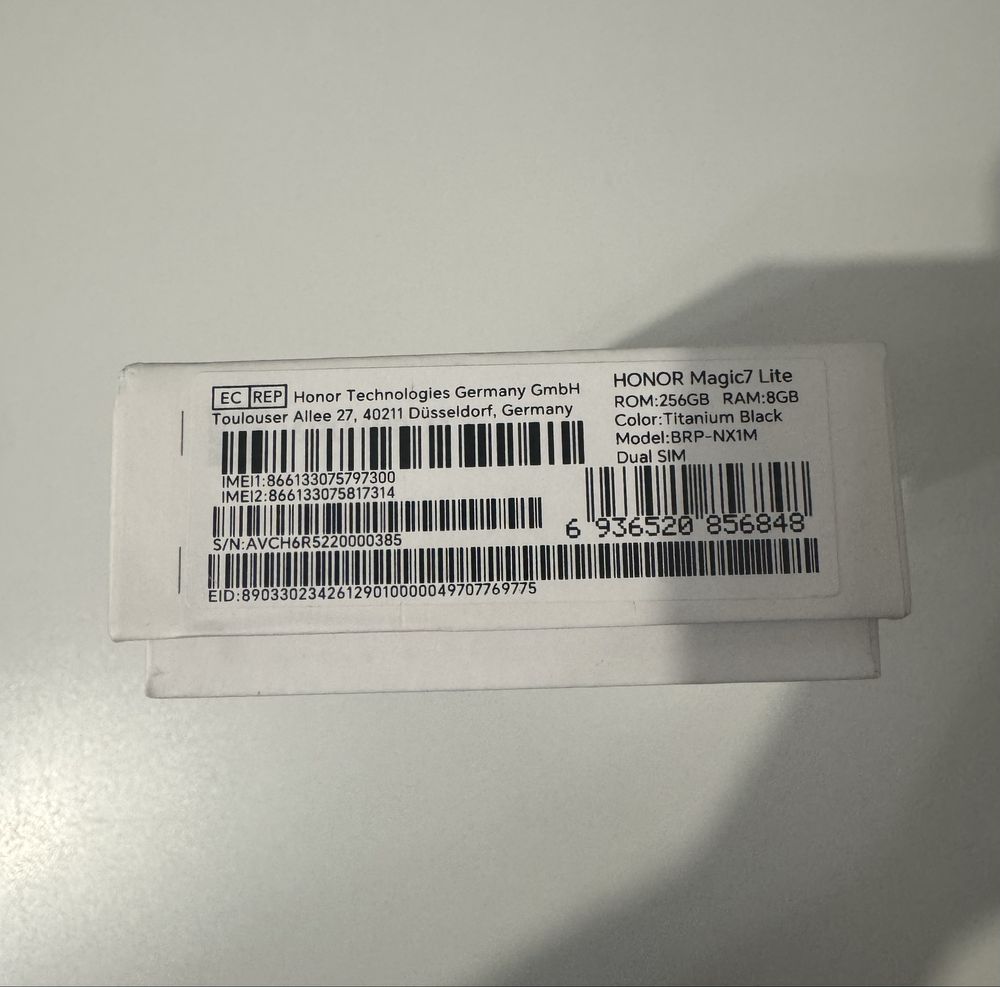 EC REP Honor Technologies Germany GmbH
Toulouser Allee 27, 40211 Düsseldorf, Germany
IMEI1:866133075797300
IMEI2:866133075817314
S/N:AVCH6R5220000385
EID:89033023426129010000049707769775
HONOR Magic7 Lite
ROM:256GB RAM:8GB
Color:Titanium Black
Model:BRP-NX1M
Dual SIM
6 936520 856848